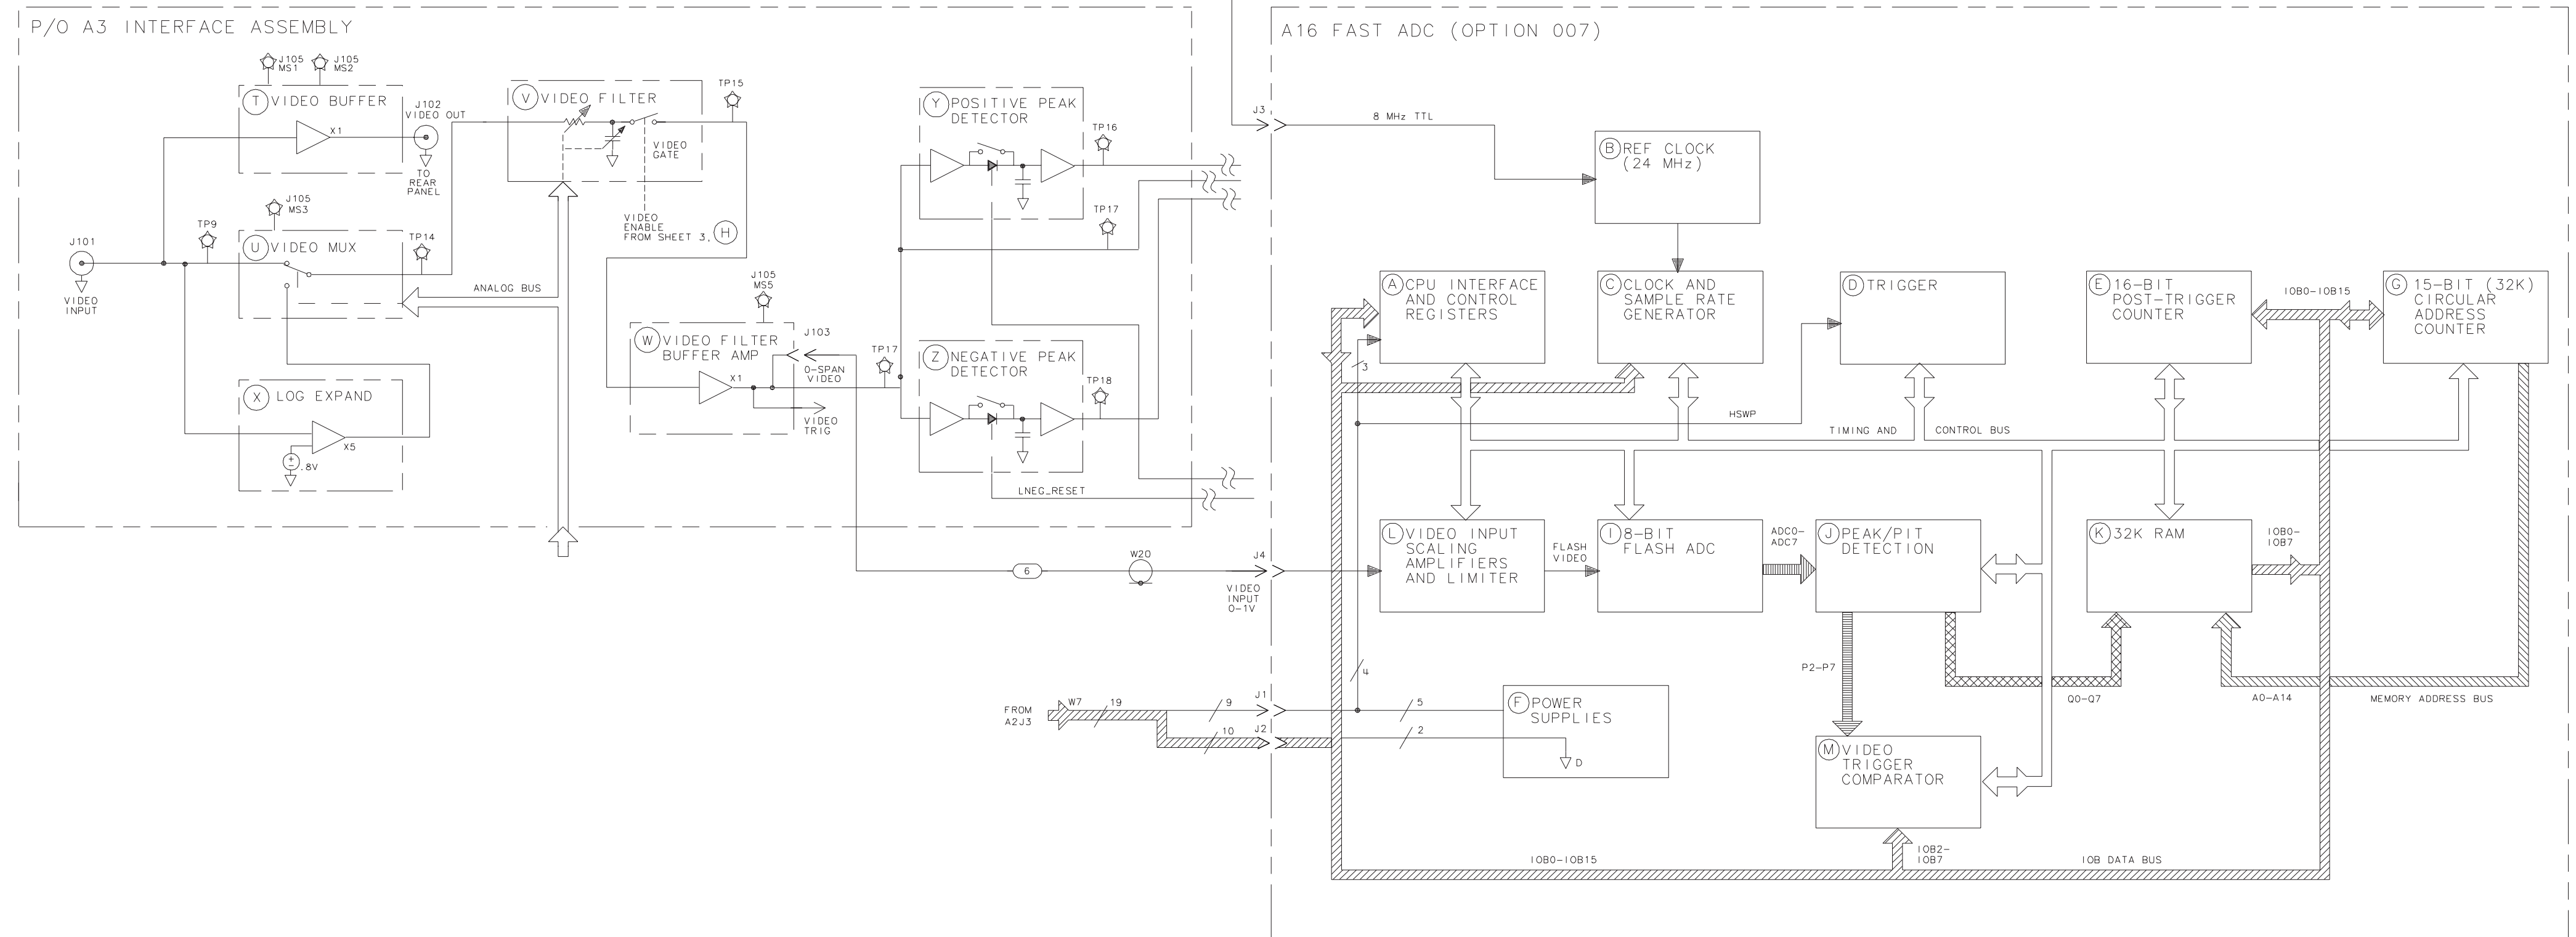 P/O A3 INTERFACE ASSEMBLY
J105
MS1
J105
MS2
T VIDEO BUFFER
X1
J102
VIDEO OUT
TO
REAR
PANEL
J105
MS3
TP9
U VIDEO MUX
TP14
J101
VIDEO
INPUT
ANALOG BUS
X LOG EXPAND
X5
.8V
V VIDEO FILTER
VIDEO
GATE
TP15
VIDEO
ENABLE
FROM SHEET 3, H
J105
MS5
W VIDEO FILTER
BUFFER AMP
X1
J103
0-SPAN
VIDEO
VIDEO
TRIG
TP17
Y POSITIVE PEAK
DETECTOR
TP16
TP17
Z NEGATIVE PEAK
DETECTOR
TP18
LNEG_RESET
6
W20
J4
VIDEO
INPUT
0-1V
FROM
A2J3
W7
19
9
J1
10
J2
A16 FAST ADC (OPTION 007)
J3
8 MHz TTL
B REF CLOCK
(24 MHz)
A CPU INTERFACE
AND CONTROL
REGISTERS
C CLOCK AND
SAMPLE RATE
GENERATOR
D TRIGGER
E 16-BIT
POST-TRIGGER
COUNTER
IOB0-IOB15
G 15-BIT (32K)
CIRCULAR
ADDRESS
COUNTER
3
HSWP
TIMING AND CONTROL BUS
L VIDEO INPUT
SCALING
AMPLIFIERS
AND LIMITER
FLASH
VIDEO
I 8-BIT
FLASH ADC
ADC0-
ADC7
J PEAK/PIT
DETECTION
K 32K RAM
IOB0-
IOB7
4
P2-P7
Q0-Q7
A0-A14
MEMORY ADDRESS BUS
5
2
F POWER
SUPPLIES
D
M VIDEO
TRIGGER
COMPARATOR
IOB0-IOB15
IOB2-
IOB7
IOB DATA BUS